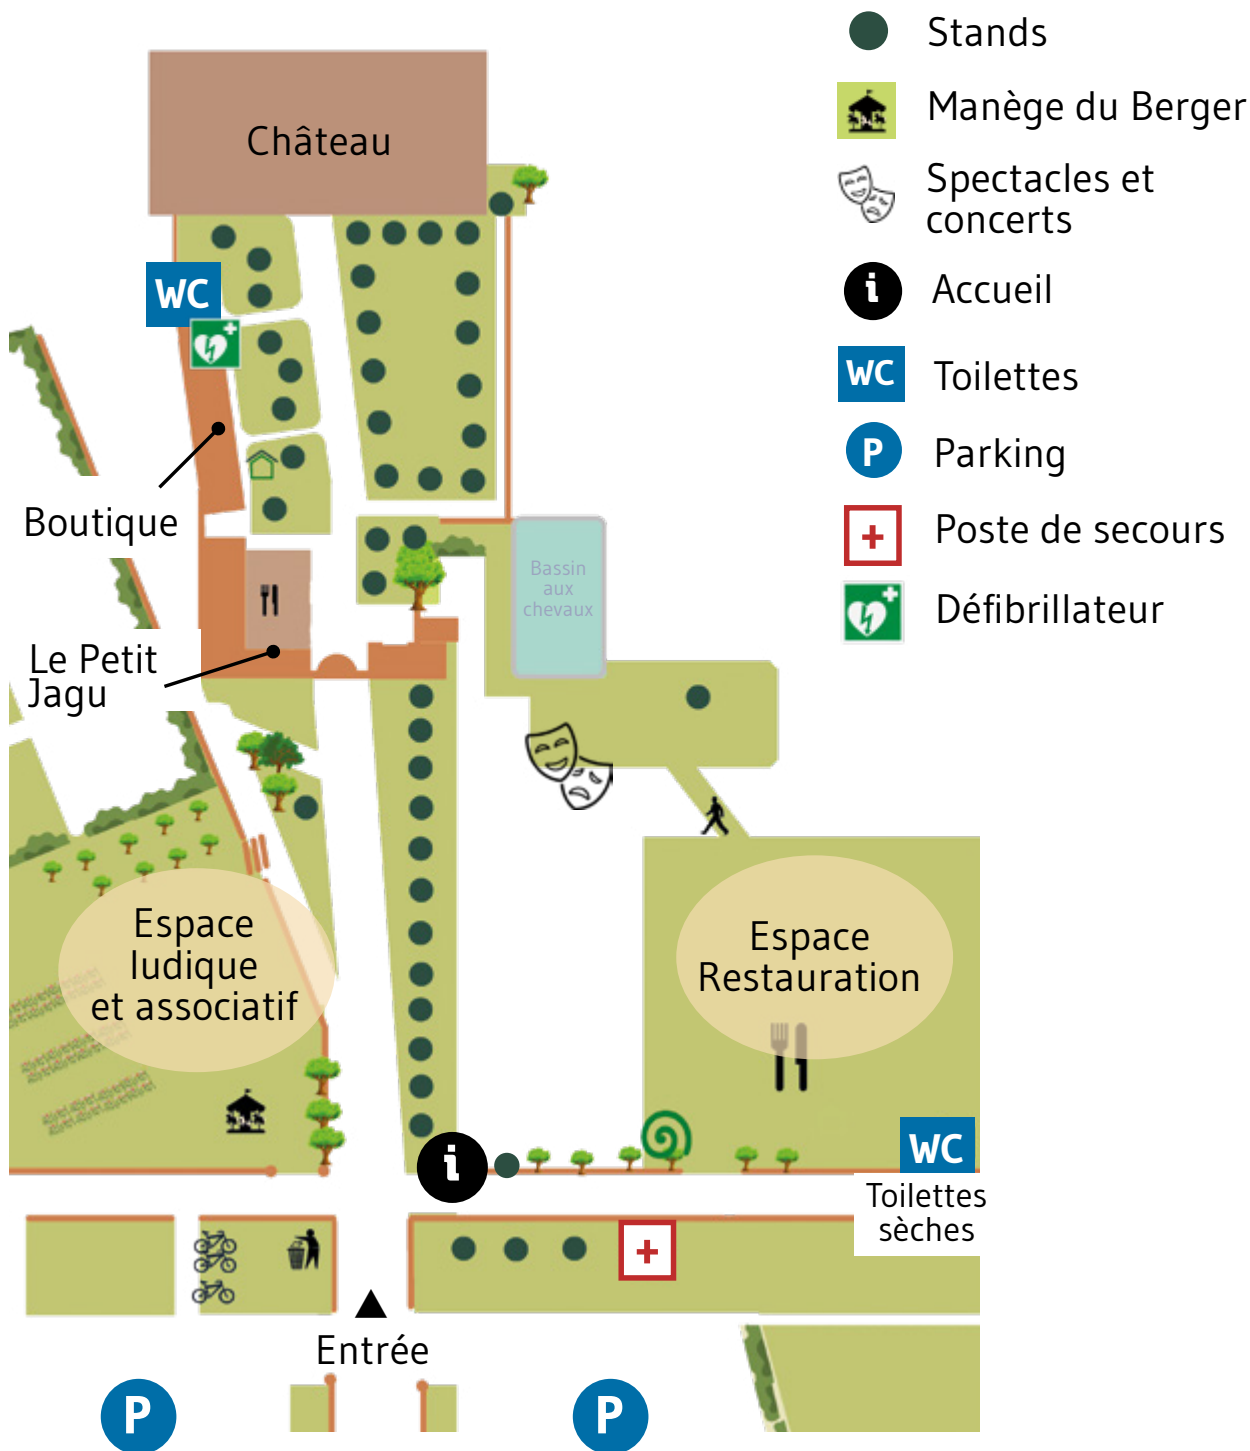 Stands
Manège du Berger
Spectacles et
concerts
i
Accueil
WC
Toilettes
P
Parking
Poste de secours
Défibrillateur
Château
WC
Boutique
Bassin
aux
chevaux
Le Petit
Jagu
Espace
ludique
et associatif
Espace
Restauration
i
WC
Toilettes
sèches
Entrée
P
P